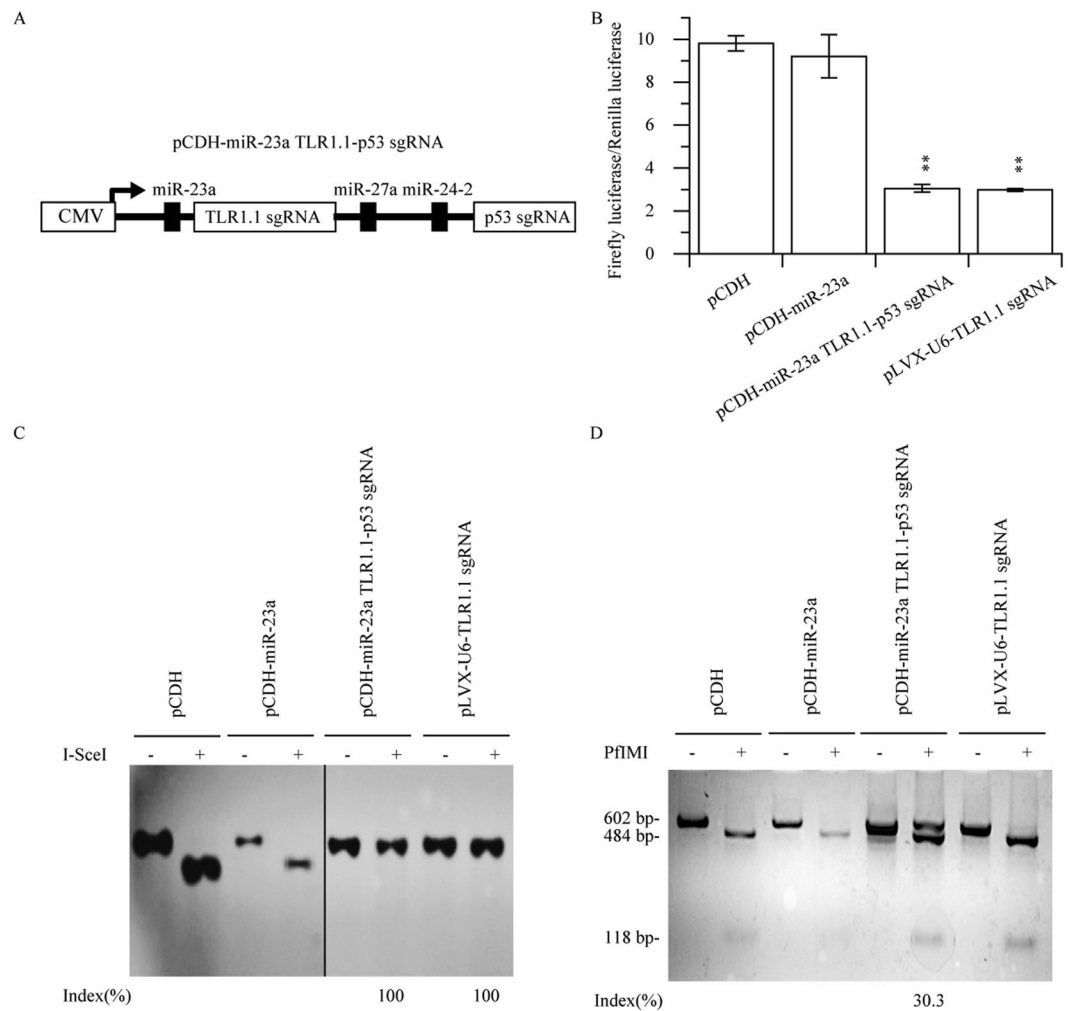 A
pCDH-miR-23a TLR1.1-p53 sgRNA
miR-23a miR-27a miR-24-2
CMV TLR1.1 sgRNA p53 sgRNA
B
Firefly luciferase/Renilla luciferase
10
8
6
4
2
0
**
**
pCDH
pCDH-miR-23a
pCDH-miR-23a TLR1.1-p53 sgRNA
pLVX-U6-TLR1.1 sgRNA
C
pCDH
pCDH-miR-23a
pCDH-miR-23a TLR1.1-p53 sgRNA
pLVX-U6-TLR1.1 sgRNA
I-SceI - + - + - + - +
Index(%) 100 100
D
pCDH
pCDH-miR-23a
pCDH-miR-23a TLR1.1-p53 sgRNA
pLVX-U6-TLR1.1 sgRNA
PflMI - + - + - + - +
602 bp-
484 bp-
118 bp-
Index(%) 30.3